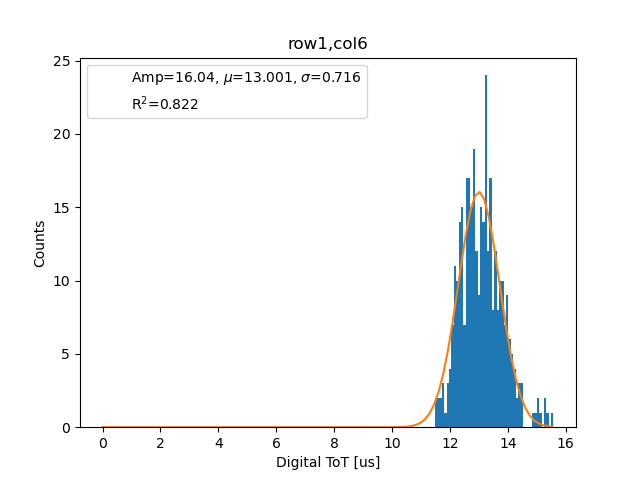 row1,col6
Amp=16.04, μ=13.001, σ=0.716
R²=0.822
25
20
15
10
5
0
Counts
0 2 4 6 8 10 12 14 16
Digital ToT [us]